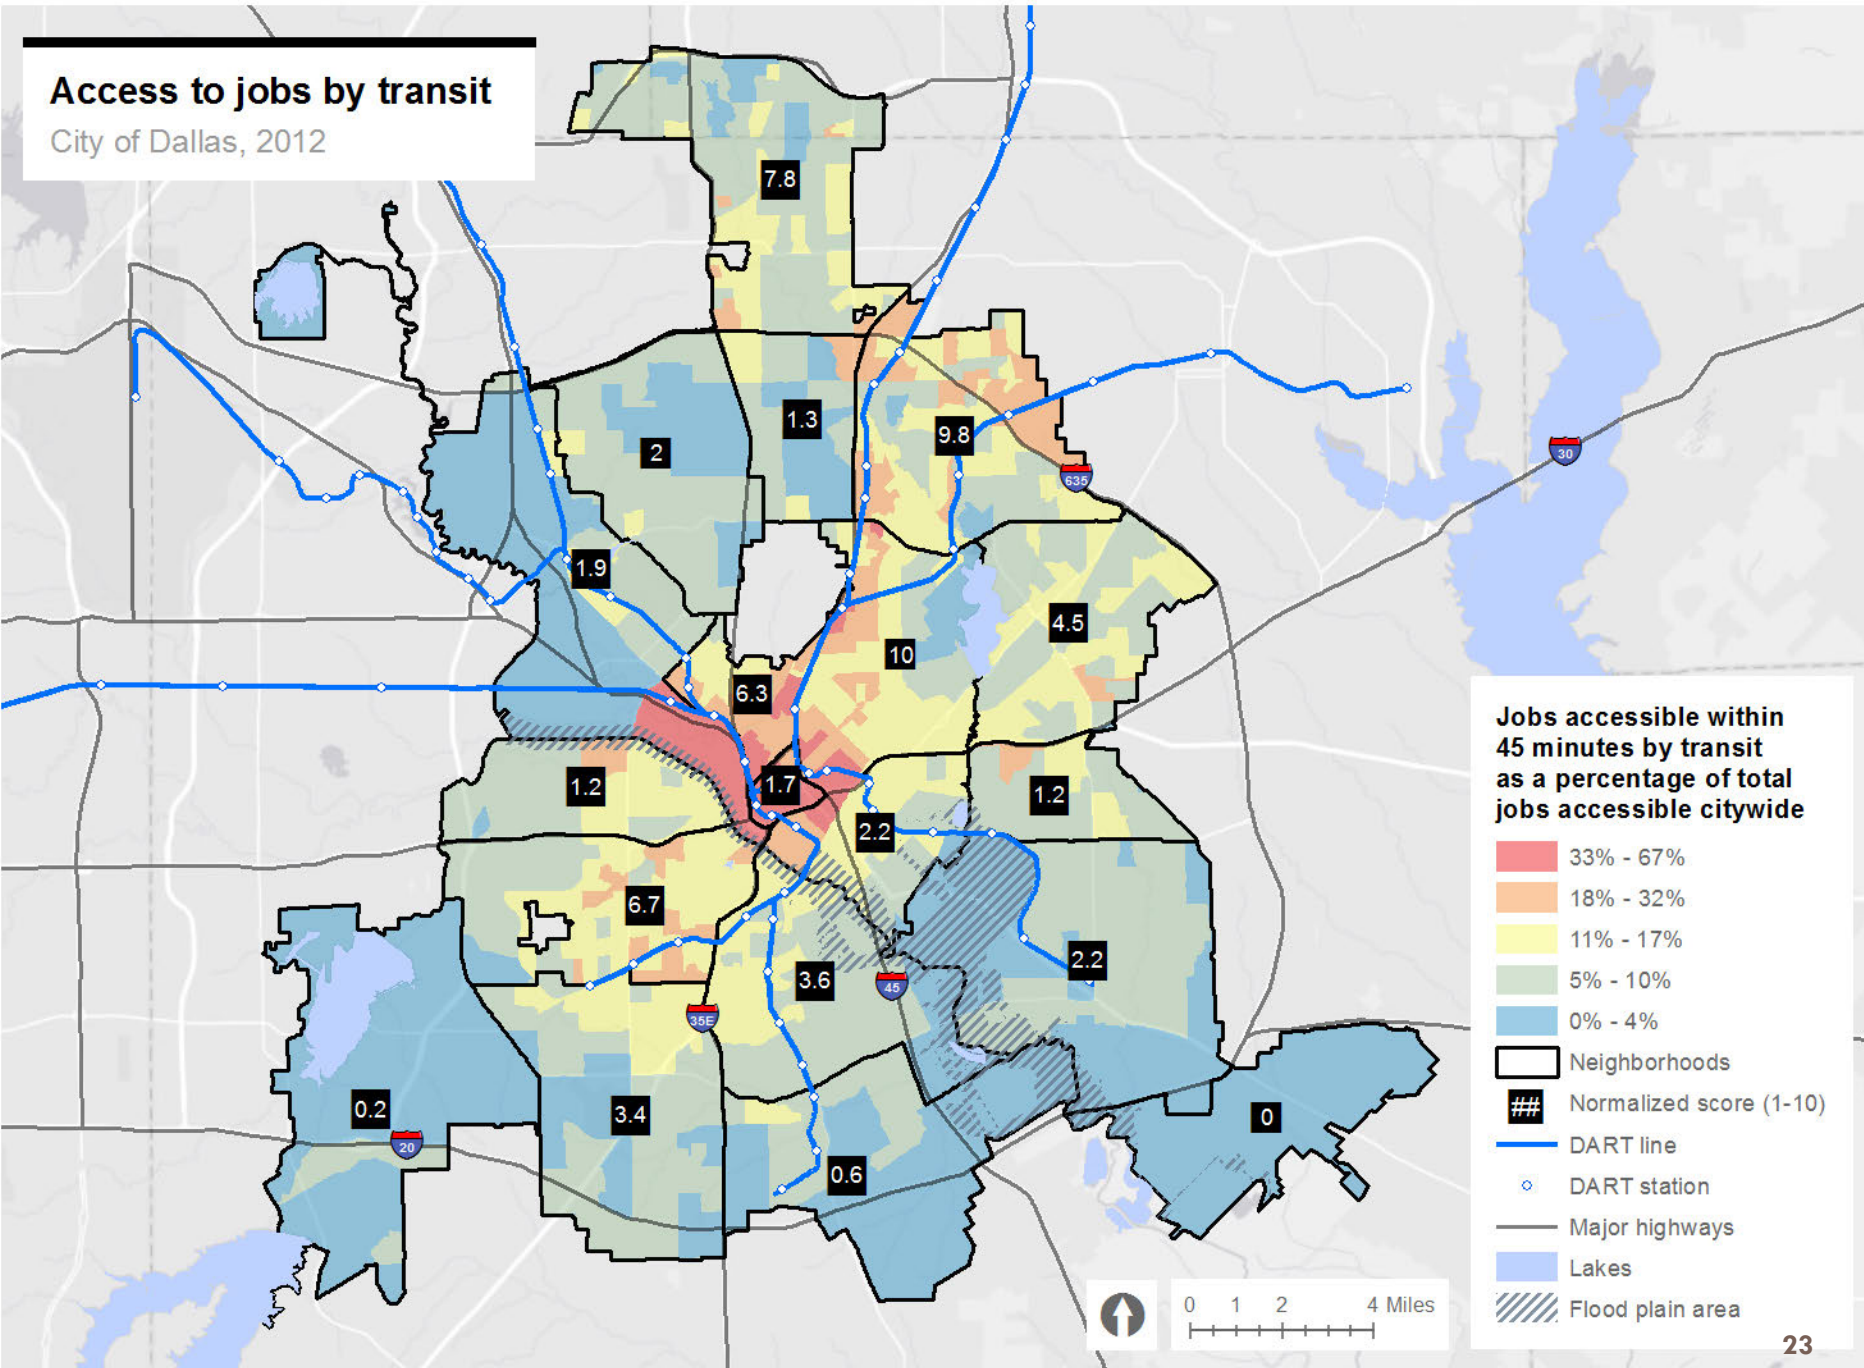 Access to jobs by transit
City of Dallas, 2012
7.8
1.3
9.8
2
635
30
1.9
4.5
10
6.3
1.2
1.7
1.2
2.2
6.7
2.2
3.6
45
35E
0.2
3.4
0
20
0.6
Jobs accessible within
45 minutes by transit
as a percentage of total
jobs accessible citywide
33% - 67%
18% - 32%
11% - 17%
5% - 10%
0% - 4%
Neighborhoods
## Normalized score (1-10)
DART line
DART station
Major highways
Lakes
Flood plain area
0 1 2 4 Miles
23